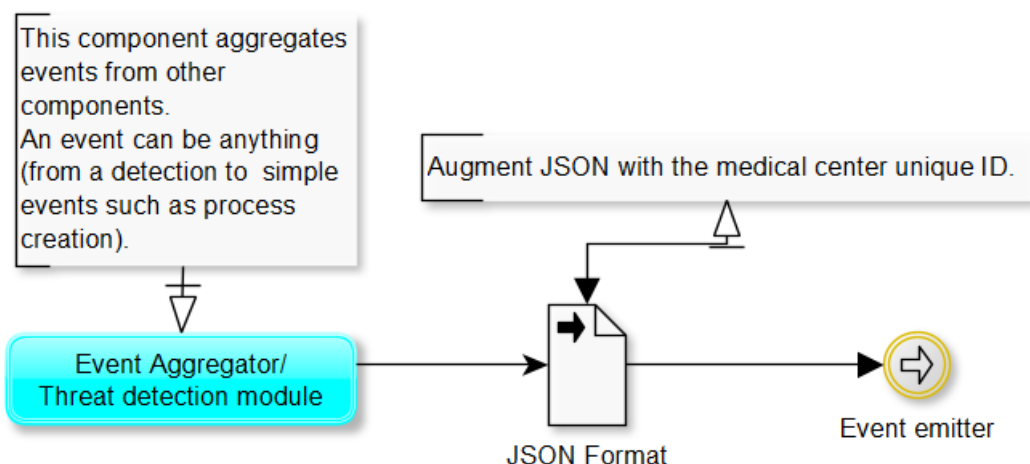 This component aggregates
events from other
components.
An event can be anything
(from a detection to  simple
events such as process
creation).
Augment JSON with the medical center unique ID.
Event Aggregator/
Threat detection module
JSON Format
Event emitter